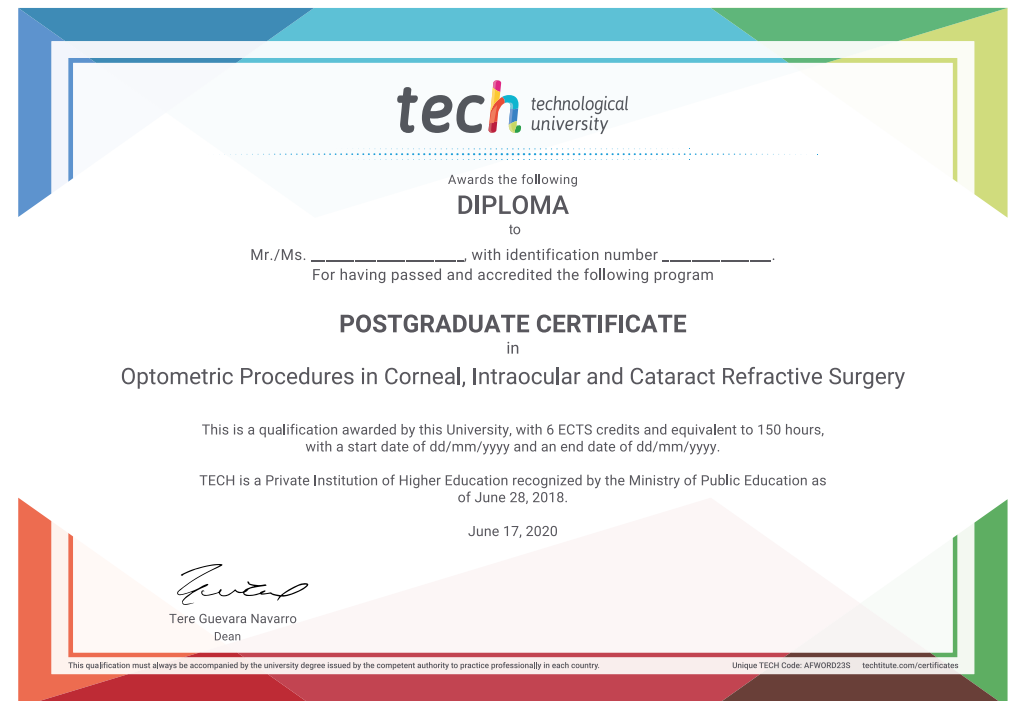 tech technological
university
Awards the following
DIPLOMA
to
Mr./Ms. __________________, with identification number _____________.
For having passed and accredited the following program
POSTGRADUATE CERTIFICATE
in
Optometric Procedures in Corneal, Intraocular and Cataract Refractive Surgery
This is a qualification awarded by this University, with 6 ECTS credits and equivalent to 150 hours,
with a start date of dd/mm/yyyy and an end date of dd/mm/yyyy.
TECH is a Private Institution of Higher Education recognized by the Ministry of Public Education as
of June 28, 2018.
June 17, 2020
Tere Guevara Navarro
Dean
This qualification must always be accompanied by the university degree issued by the competent authority to practice professionally in each country.
Unique TECH Code: AFWORD23S techtitute.com/certificates